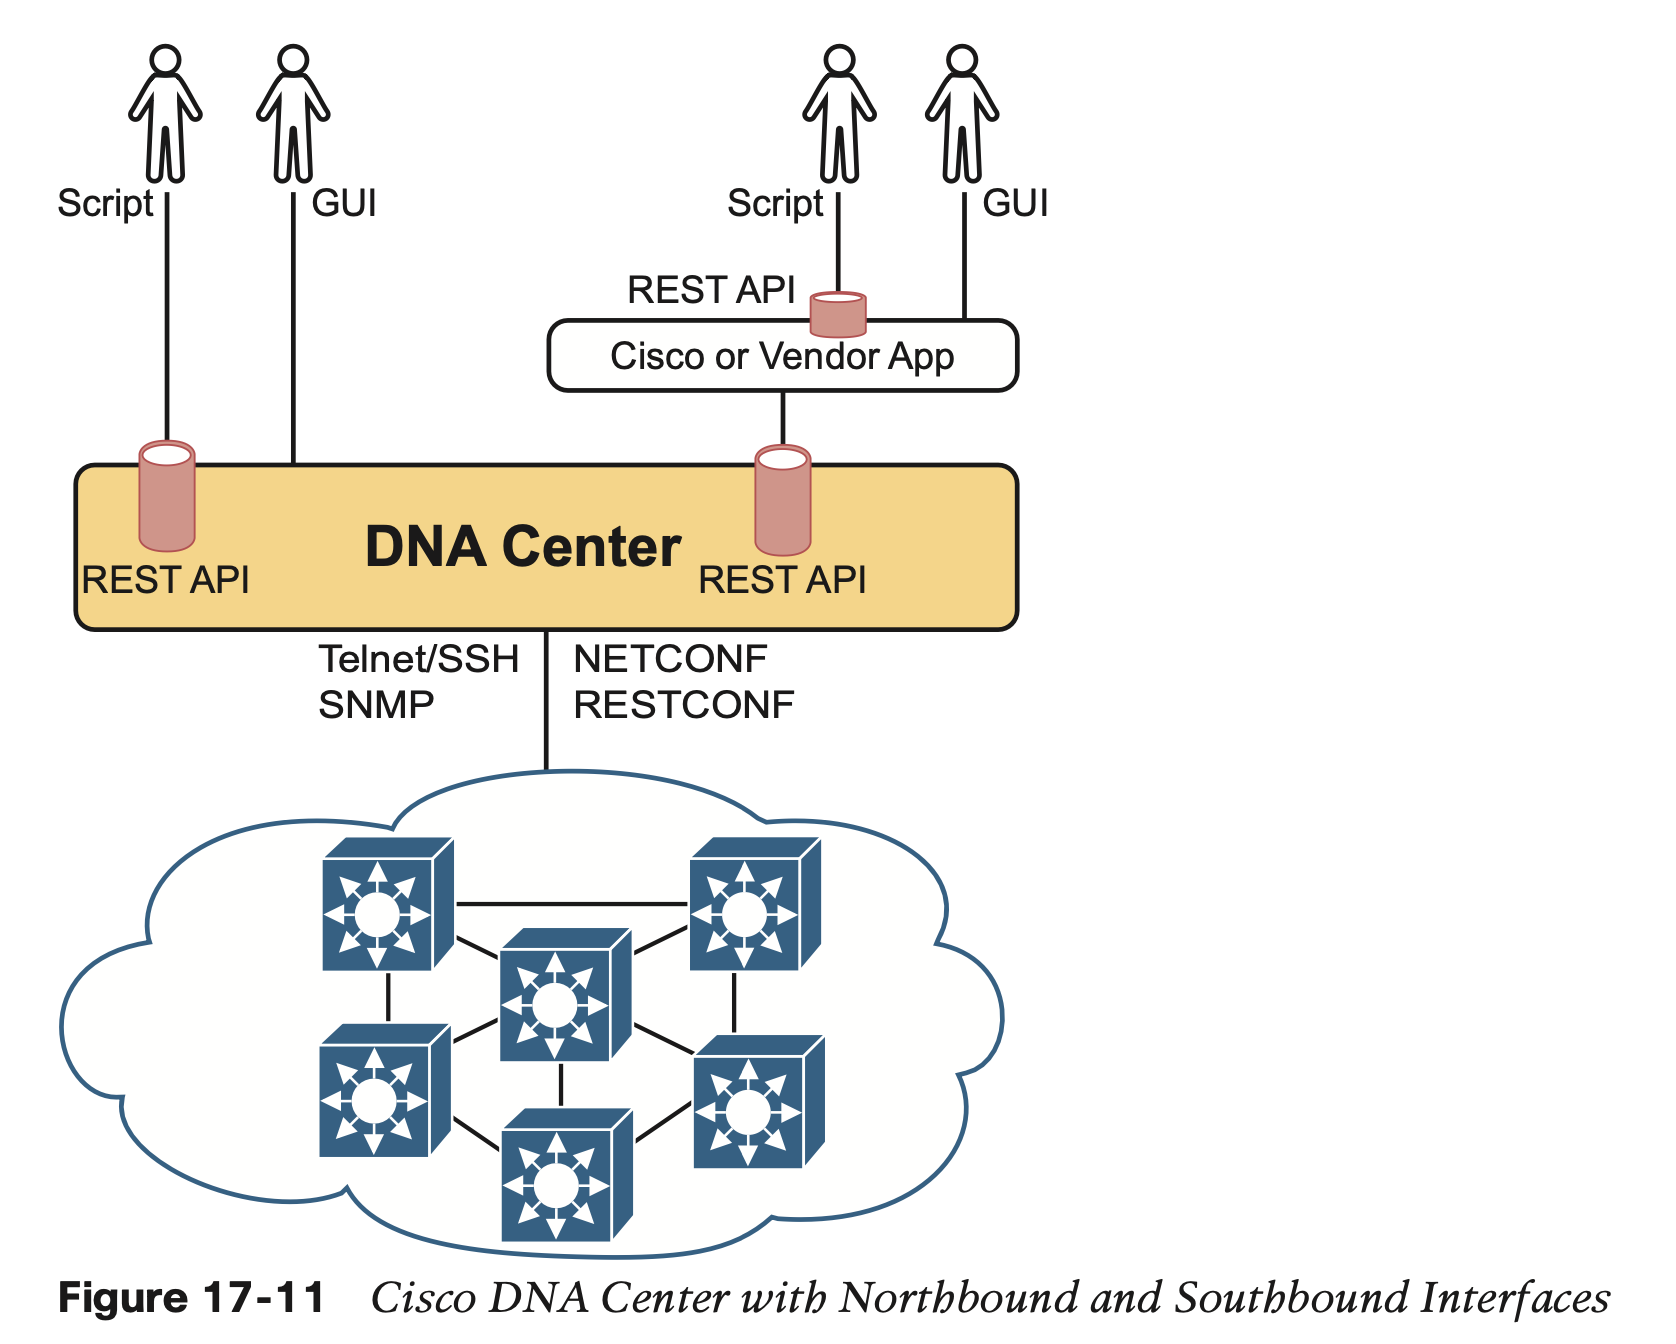 Script
GUI
Script
GUI
REST API
Cisco or Vendor App
DNA Center
REST API
REST API
Telnet/SSH
SNMP
NETCONF
RESTCONF
Figure 17-11 Cisco DNA Center with Northbound and Southbound Interfaces